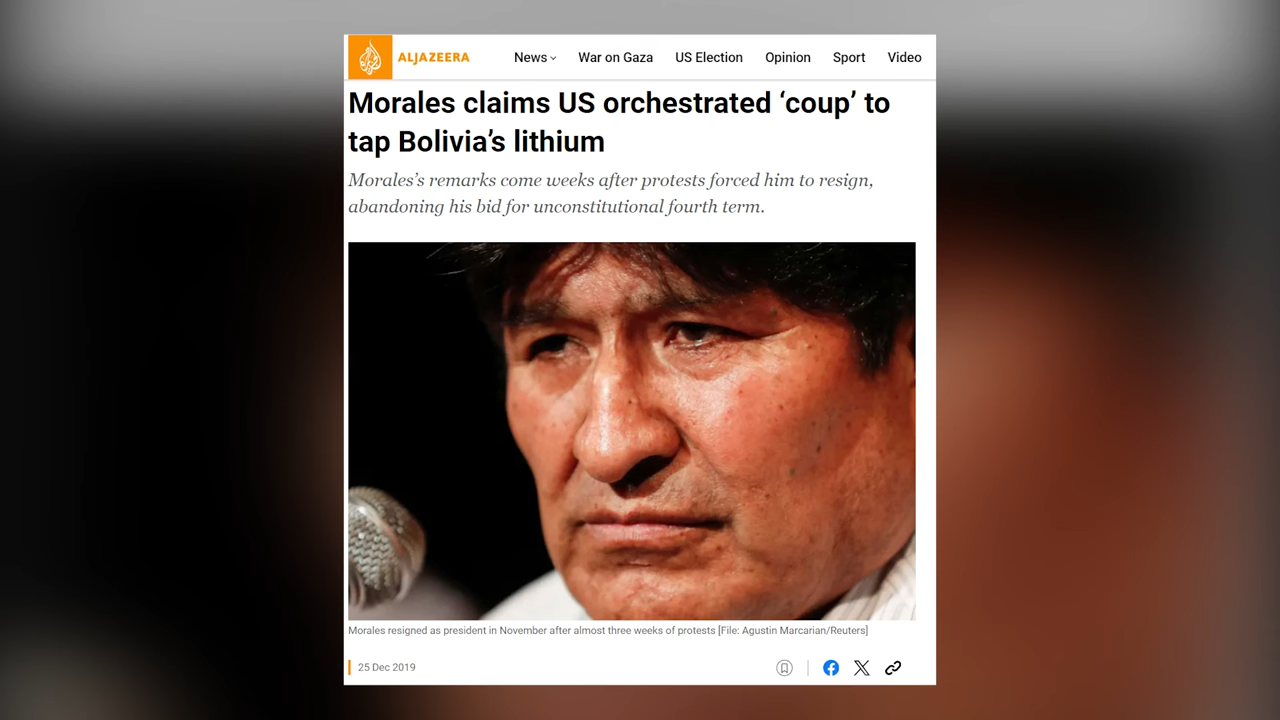 ALJAZEERA
News
War on Gaza
US Election
Opinion
Sport
Video
Morales claims US orchestrated ‘coup’ to
tap Bolivia’s lithium
Morales’s remarks come weeks after protests forced him to resign,
abandoning his bid for unconstitutional fourth term.
Morales resigned as president in November after almost three weeks of protests [File: Agustin Marcarian/Reuters]
25 Dec 2019